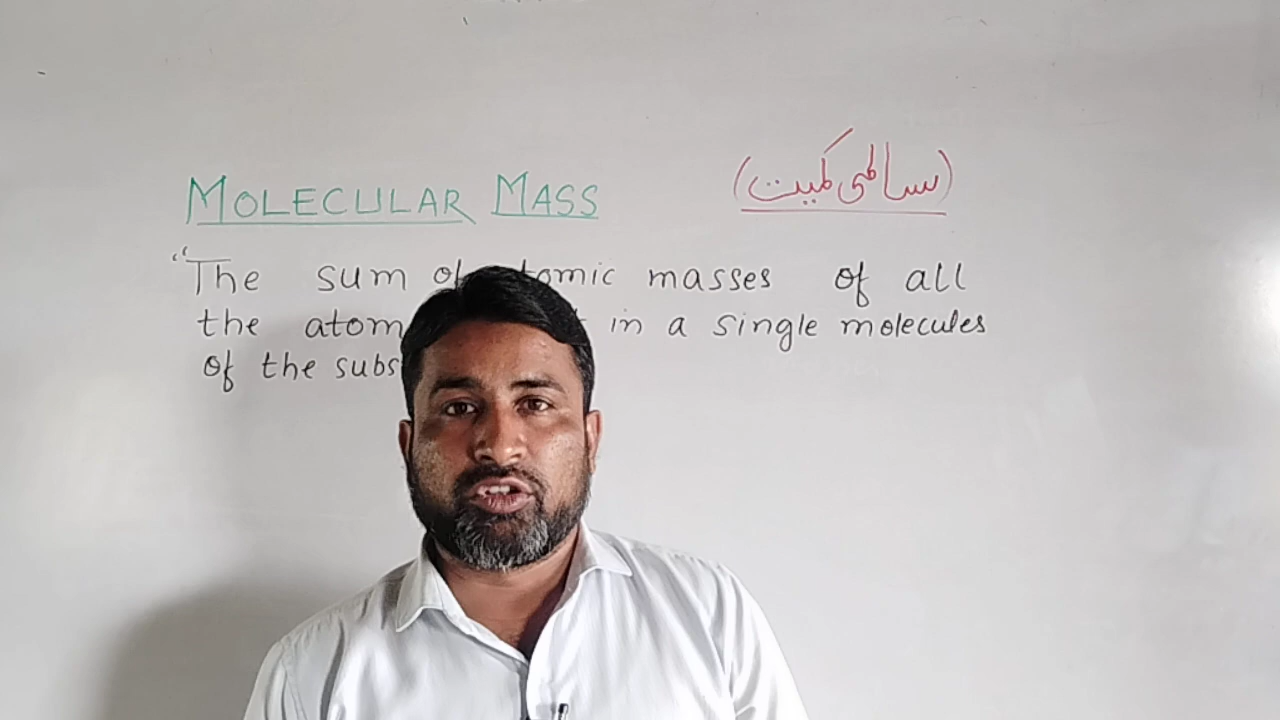 MOLECULAR MASS (سالمی کمیت)
“The sum of atomic masses of all
the atom in a single molecules
of the subs